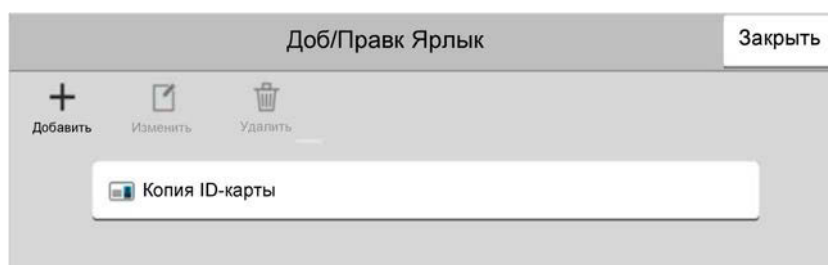 Доб/Правк Ярлык
Закрыть
Добавить
Изменить
Удалить
Копия ID-карты